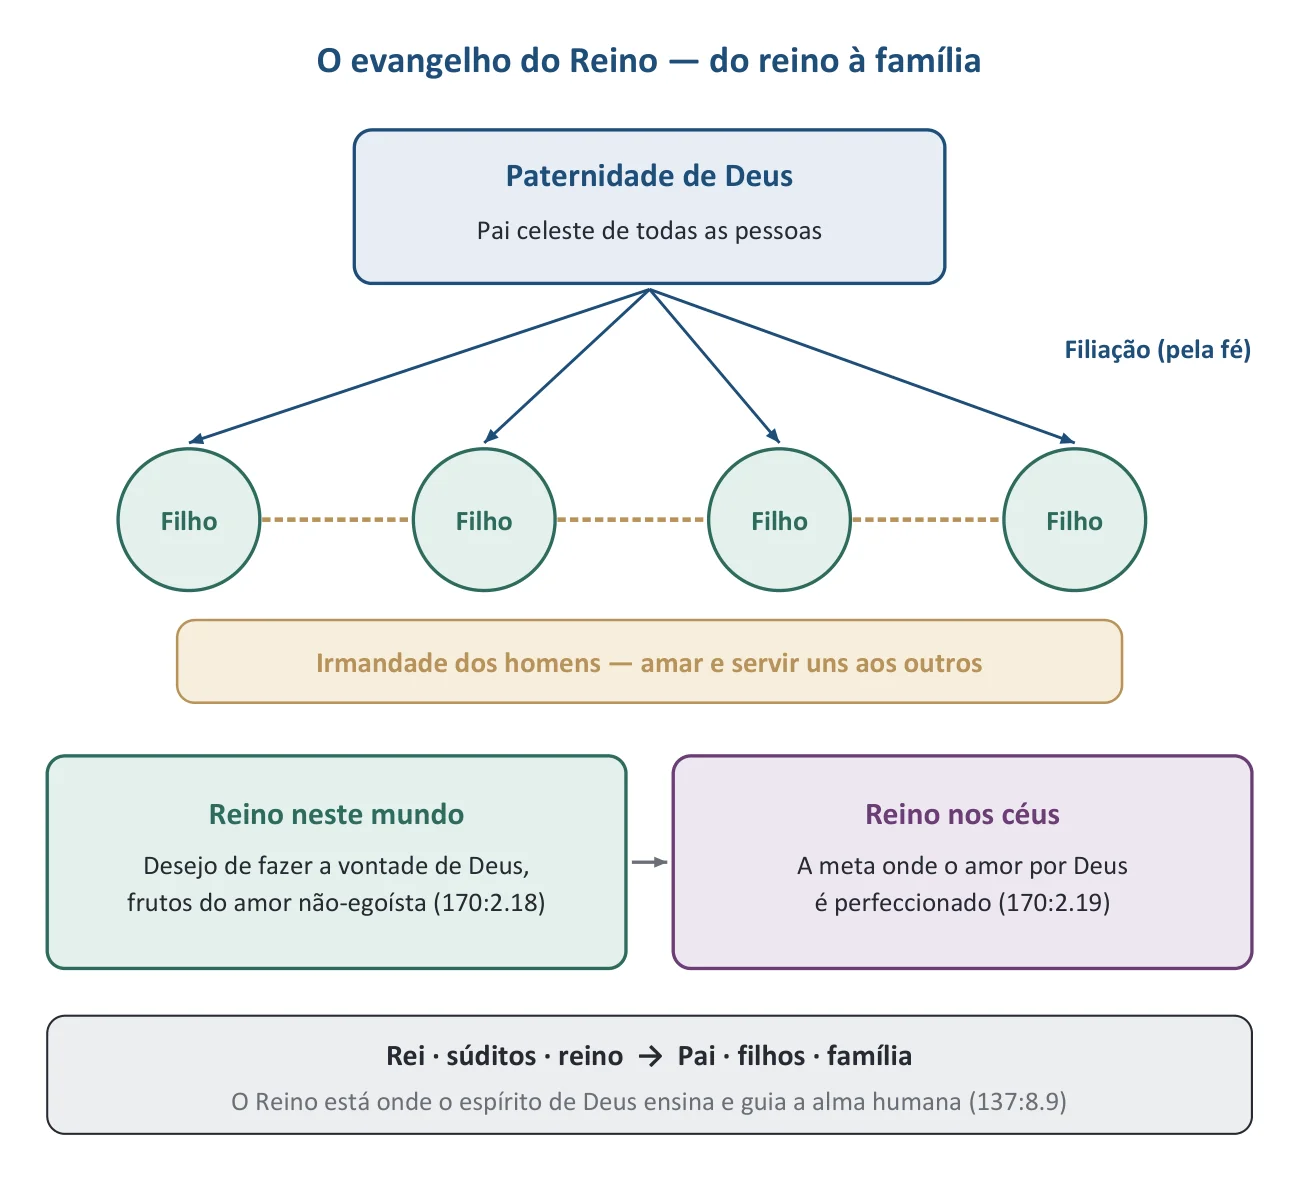 O evangelho do Reino — do reino à família
Paternidade de Deus
Pai celeste de todas as pessoas
Filiação (pela fé)
Filho
Filho
Filho
Filho
Irmandade dos homens — amar e servir uns aos outros
Reino neste mundo
Desejo de fazer a vontade de Deus,
frutos do amor não-egoísta (170:2.18)
Reino nos céus
A meta onde o amor por Deus
é perfeccionado (170:2.19)
Rei · súditos · reino → Pai · filhos · família
O Reino está onde o espírito de Deus ensina e guia a alma humana (137:8.9)